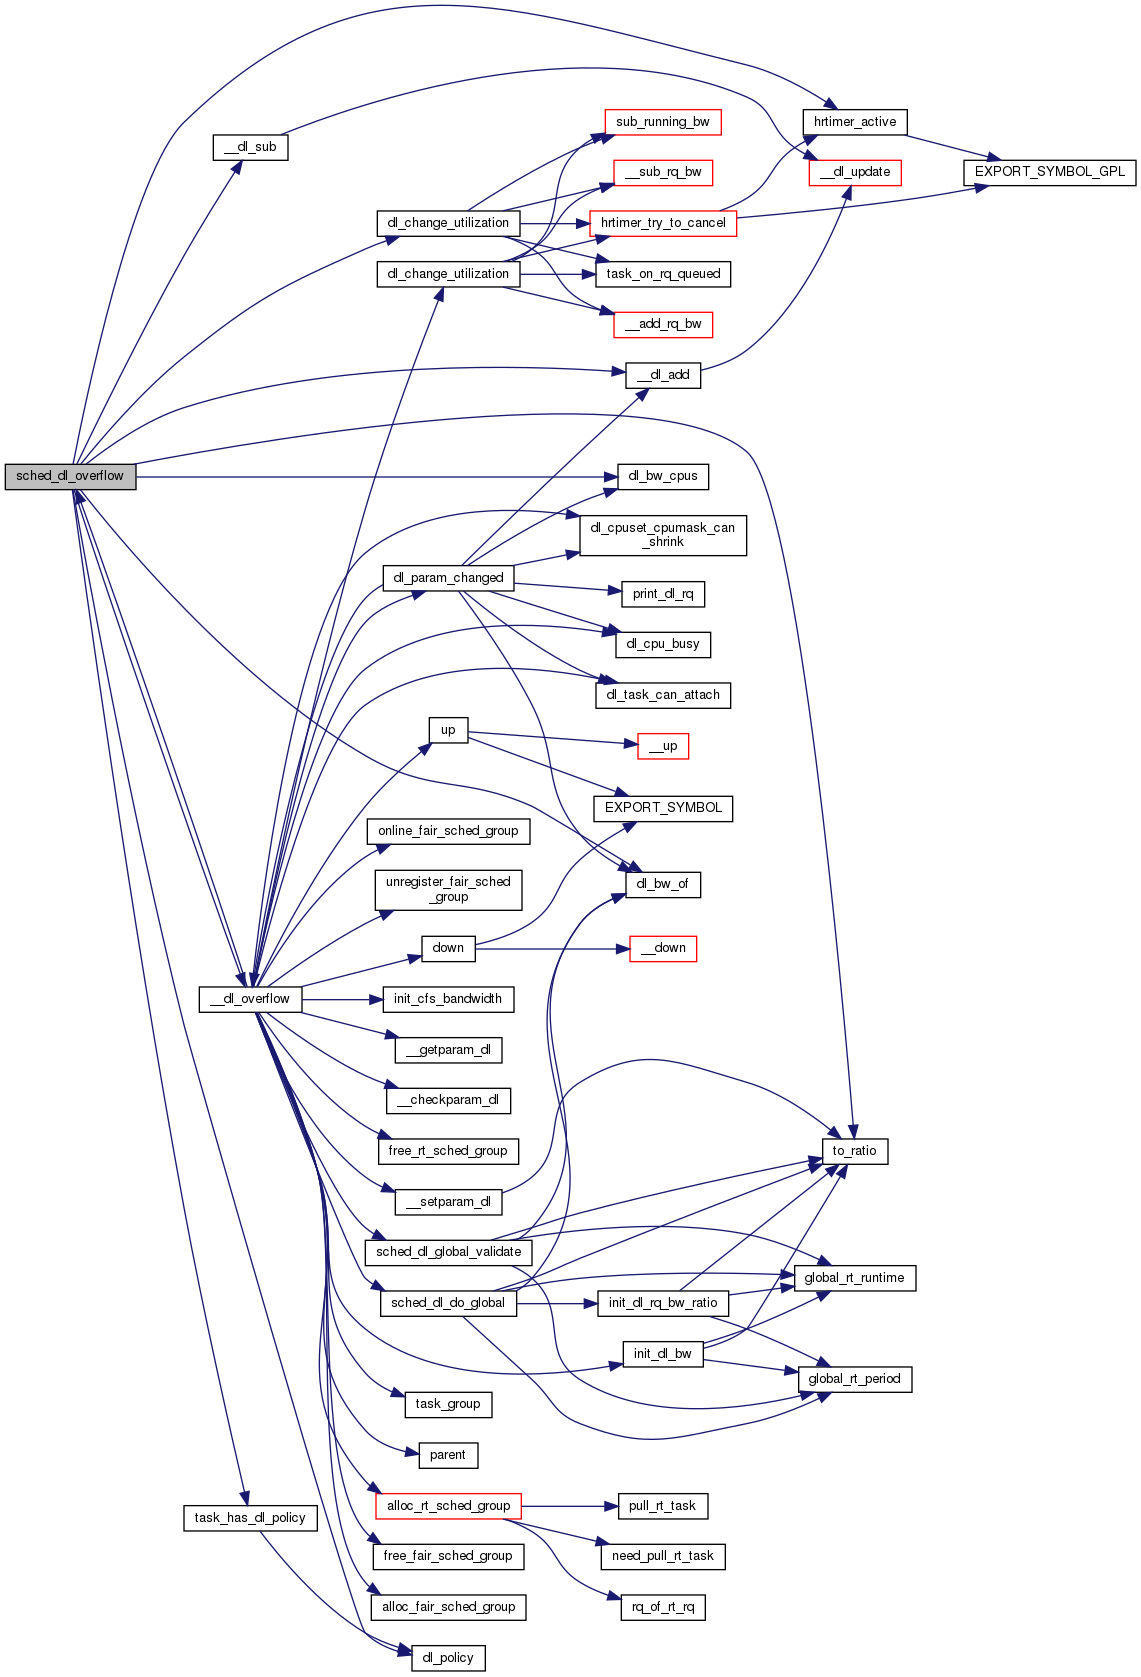 hrtimer_active
sub_running_bw
__dl_sub
__sub_rq_bw
__dl_update
EXPORT_SYMBOL_GPL
dl_change_utilization
hrtimer_try_to_cancel
dl_change_utilization
task_on_rq_queued
__add_rq_bw
__dl_add
sched_dl_overflow
dl_bw_cpus
dl_cpuset_cpumask_can
_shrink
dl_param_changed
print_dl_rq
dl_cpu_busy
dl_task_can_attach
up
__up
EXPORT_SYMBOL
online_fair_sched_group
unregister_fair_sched
_group
dl_bw_of
down
__down
__dl_overflow
init_cfs_bandwidth
__getparam_dl
__checkparam_dl
free_rt_sched_group
to_ratio
__setparam_dl
sched_dl_global_validate
global_rt_runtime
sched_dl_do_global
init_dl_rq_bw_ratio
init_dl_bw
global_rt_period
task_group
parent
alloc_rt_sched_group
pull_rt_task
task_has_dl_policy
free_fair_sched_group
need_pull_rt_task
alloc_fair_sched_group
rq_of_rt_rq
dl_policy